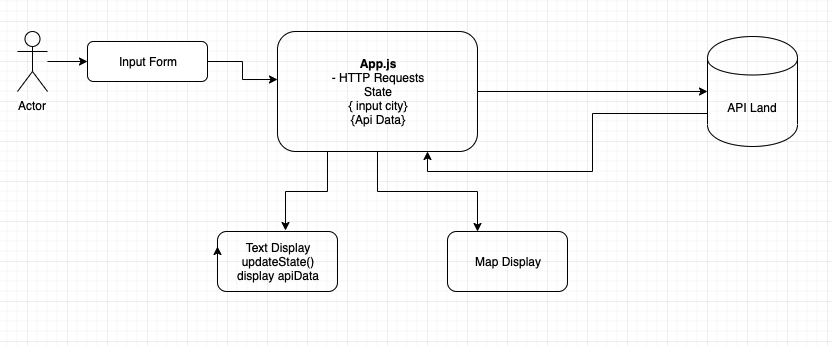 Actor
Input Form
App.js
- HTTP Requests
State
{ input city}
{Api Data}
API Land
Text Display
updateState()
display apiData
Map Display